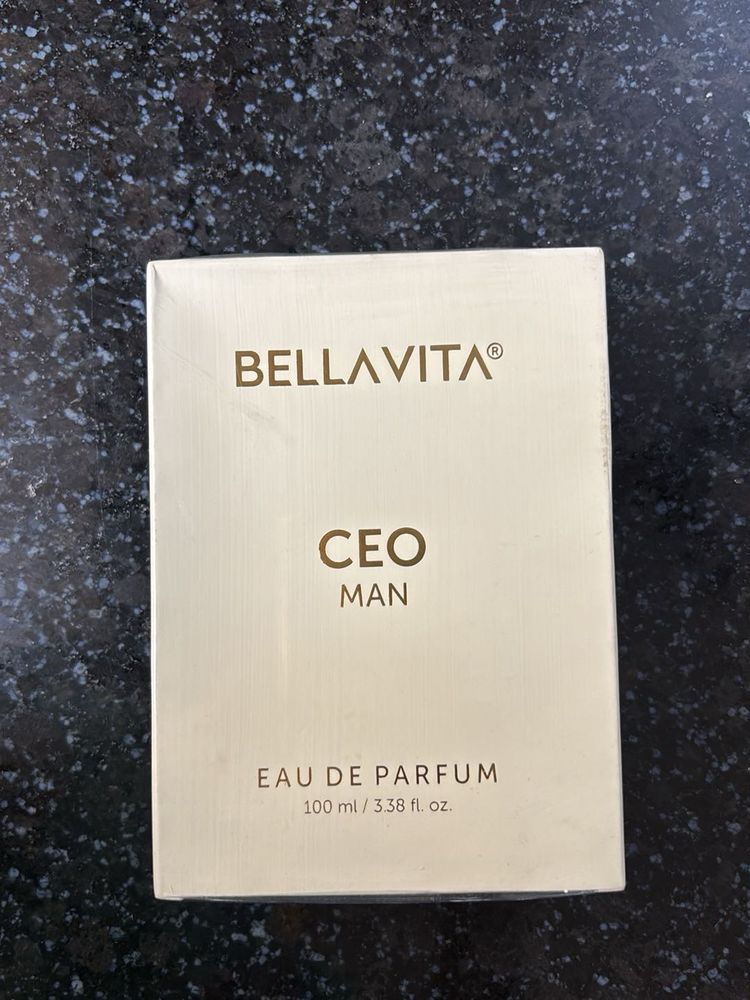 BELLAVITA®
CEO
MAN
EAU DE PARFUM
100 ml / 3.38 fl. oz.